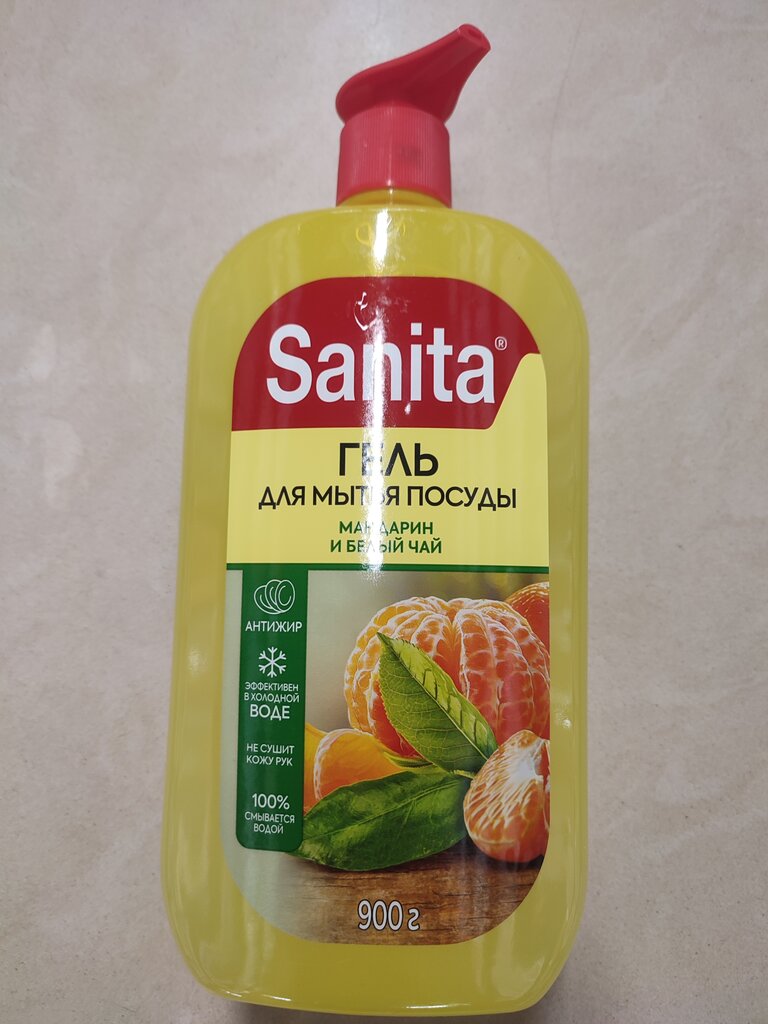 Sanita®
ГЕЛЬ
ДЛЯ МЫТЬЯ ПОСУДЫ
МАНДАРИН
И БЕЛЫЙ ЧАЙ
АНТИЖИР
ЭФФЕКТИВЕН
В ХОЛОДНОЙ
ВОДЕ
НЕ СУШИТ
КОЖУ РУК
100%
СМЫВАЕТСЯ
ВОДОЙ
900 г